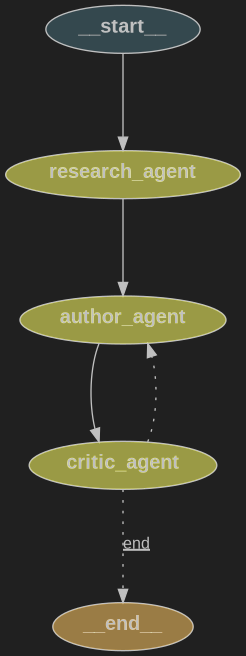 __start__
research_agent
author_agent
critic_agent
end
__end__